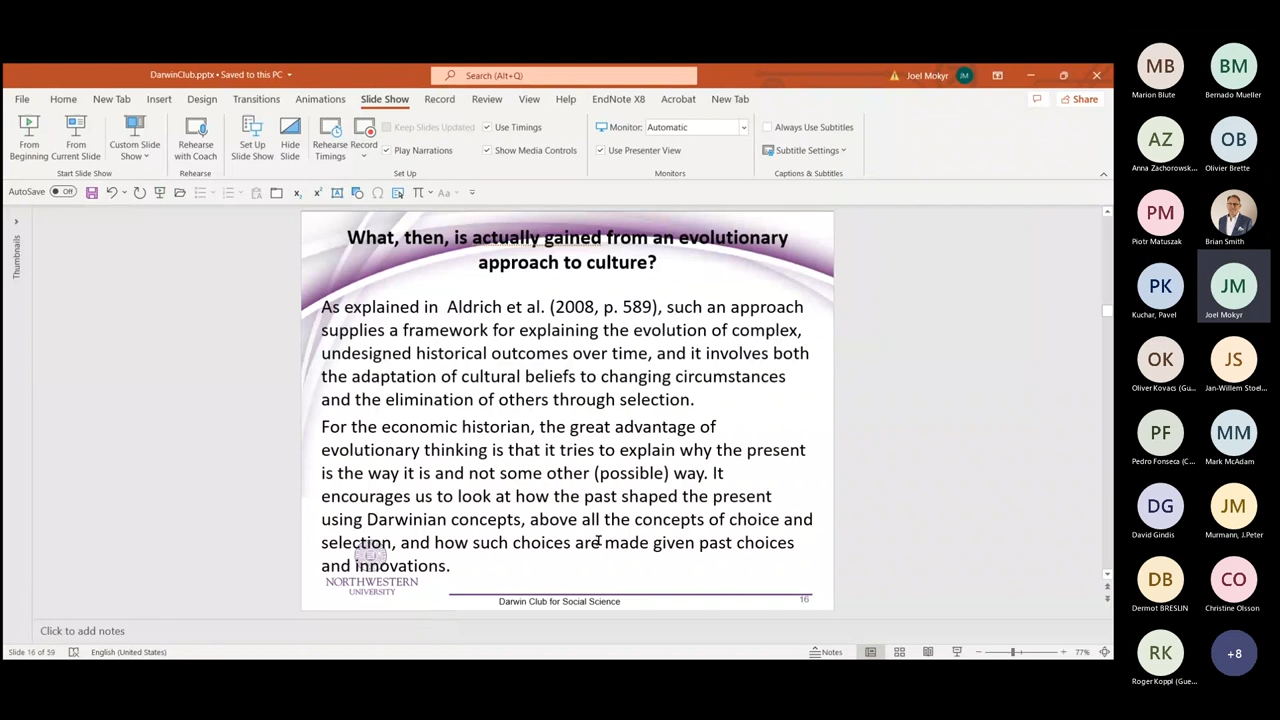 DarwinClub.pptx • Saved to this PC
Search (Alt+Q)
Joel Mokyr
JM
File Home New Tab Insert Design Transitions Animations Slide Show Record Review View Help EndNote X8 Acrobat New Tab
Share
From Beginning
From Current Slide
Custom Slide Show
Start Slide Show
Rehearse with Coach
Rehearse
Set Up Slide Show
Hide Slide
Rehearse Timings
Record
Keep Slides Updated
Play Narrations
Use Timings
Show Media Controls
Set Up
Monitor: Automatic
Use Presenter View
Monitors
Always Use Subtitles
Subtitle Settings
Captions & Subtitles
AutoSave Off
Thumbnails
What, then, is actually gained from an evolutionary
approach to culture?
As explained in Aldrich et al. (2008, p. 589), such an approach
supplies a framework for explaining the evolution of complex,
undesigned historical outcomes over time, and it involves both
the adaptation of cultural beliefs to changing circumstances
and the elimination of others through selection.
For the economic historian, the great advantage of
evolutionary thinking is that it tries to explain why the present
is the way it is and not some other (possible) way. It
encourages us to look at how the past shaped the present
using Darwinian concepts, above all the concepts of choice and
selection, and how such choices are made given past choices
and innovations.
NORTHWESTERN
UNIVERSITY
Darwin Club for Social Science
16
Click to add notes
Slide 16 of 59
English (United States)
Notes
77%
MB
Marion Blute
BM
Bernado Mueller
AZ
Anna Zachorowsk...
OB
Olivier Brette
PM
Piotr Matuszak
Brian Smith
PK
Kuchar, Pavel
JM
Joel Mokyr
OK
Oliver Kovacs (Gu...
JS
Jan-Willem Stoel...
PF
Pedro Fonseca (C...
MM
Mark McAdam
DG
David Gindis
JM
Murmann, J.Peter
DB
Dermot BRESLIN
CO
Christine Olsson
RK
Roger Koppl (Gue...
+8